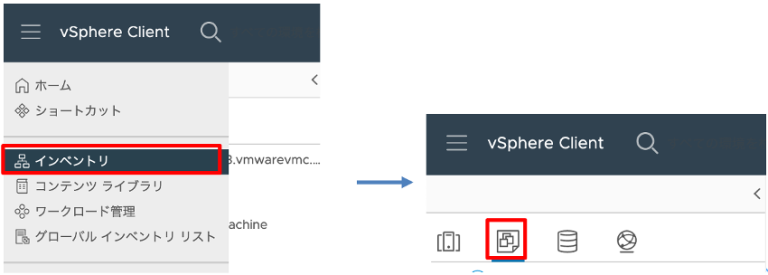 vSphere Client
ホーム
ショートカット
インベントリ
3.vmwarevmc....
コンテンツ ライブラリ
ワークロード管理
achine
グローバル インベントリ リスト
vSphere Client